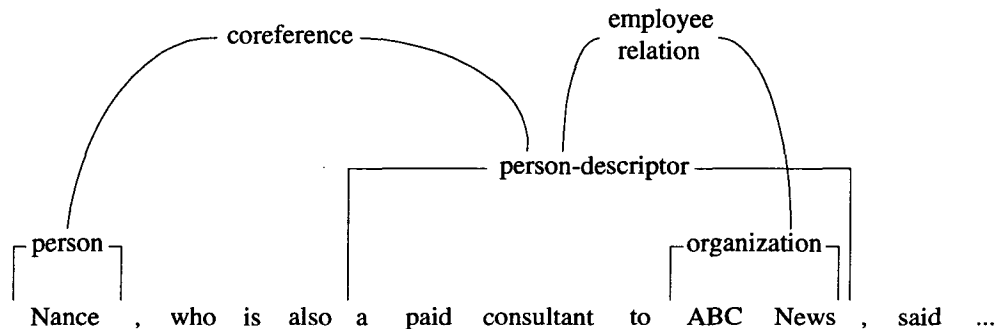 coreference
employee
relation
person-descriptor
person
organization
Nance , who is also a paid consultant to ABC News , said ...